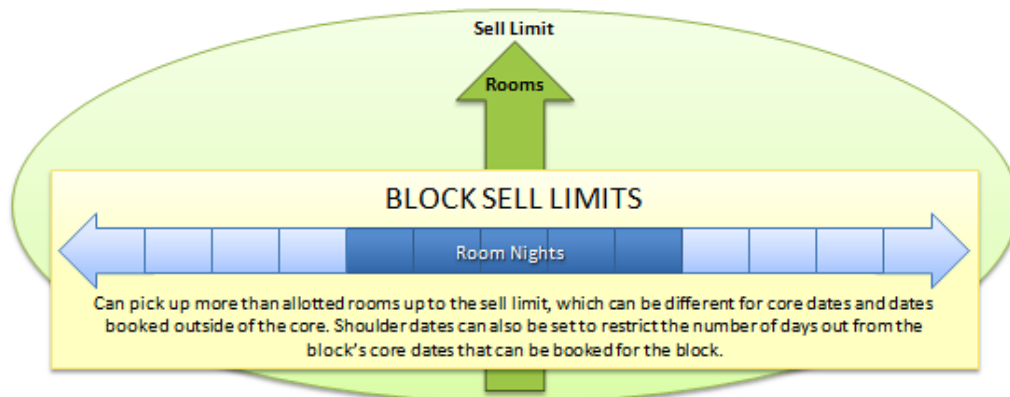 Sell Limit
Rooms
BLOCK SELL LIMITS
Room Nights
Can pick up more than allotted rooms up to the sell limit, which can be different for core dates and dates
booked outside of the core. Shoulder dates can also be set to restrict the number of days out from the
block's core dates that can be booked for the block.